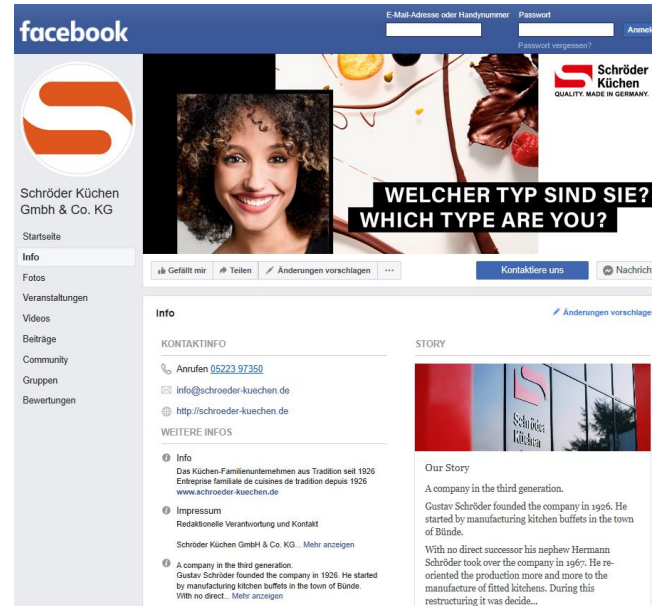 facebook
E-Mail-Adresse oder Handynummer
Passwort
Passwort vergessen?
Schröder
Küchen
QUALITY. MADE IN GERMANY.
WELCHER TYP SIND SIE?
WHICH TYPE ARE YOU?
Schröder Küchen
Gmbh & Co. KG
Startseite
Info
Fotos
Veranstaltungen
Videos
Beiträge
Community
Gruppen
Bewertungen
Gefällt mir
Teilen
Änderungen vorschlagen
Kontaktiere uns
Nachricht
Info
Änderungen vorschlage
KONTAKTINFO
Anrufen 05223 97350
info@schroeder-kuechen.de
http://schroeder-kuechen.de
WEITERE INFOS
Info
Das Küchen-Familienunternehmen aus Tradition seit 1926
Entreprise familiale de cuisines de tradition depuis 1926
www.schroeder-kuechen.de
Impressum
Redaktionelle Verantwortung und Kontakt
Schröder Küchen GmbH & Co. KG... Mehr anzeigen
A company in the third generation.
Gustav Schröder founded the company in 1926. He started
by manufacturing kitchen buffets in the town of Bünde.
With no direct... Mehr anzeigen
STORY
Schröder
Küchen
Our Story
A company in the third generation.
Gustav Schröder founded the company in 1926. He
started by manufacturing kitchen buffets in the town
of Bünde.
With no direct successor his nephew Hermann
Schröder took over the company in 1967. He re-
oriented the production more and more to the
manufacture of fitted kitchens. During this
restructuring it was decide...